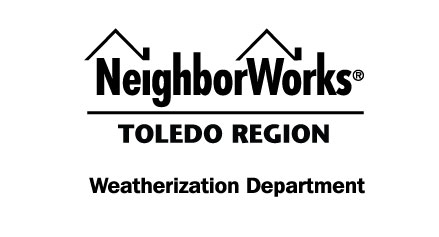 NeighborWorks®
TOLEDO REGION
Weatherization Department